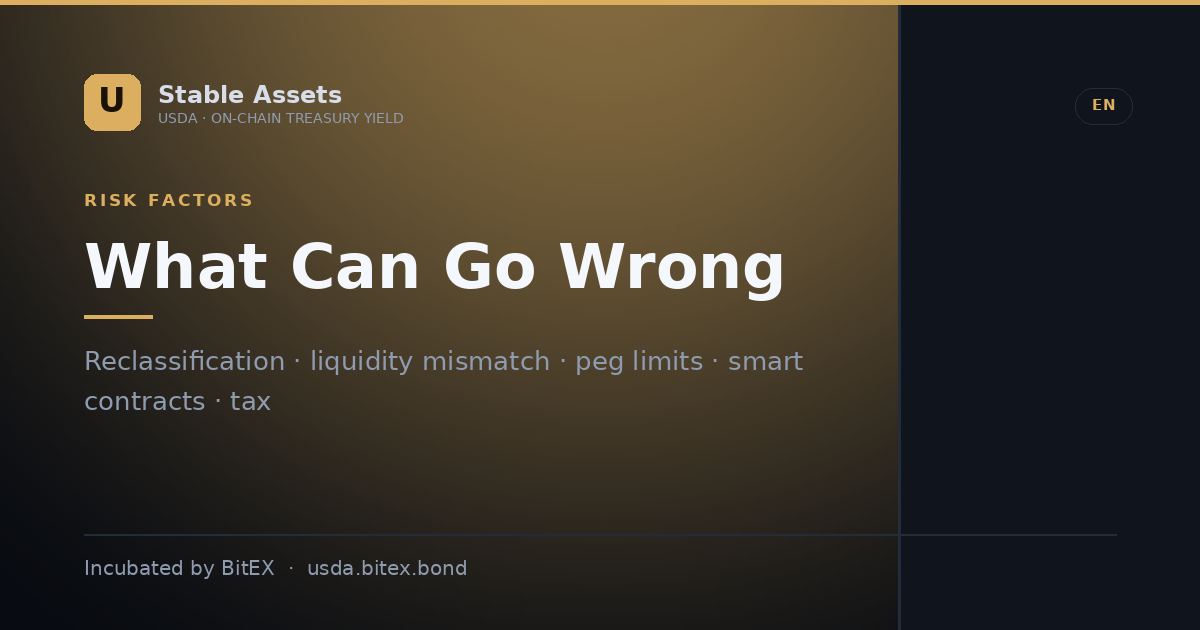 U
Stable Assets
USDA · ON-CHAIN TREASURY YIELD
EN
RISK FACTORS
What Can Go Wrong
Reclassification · liquidity mismatch · peg limits · smart
contracts · tax
Incubated by BitEX · usda.bitex.bond